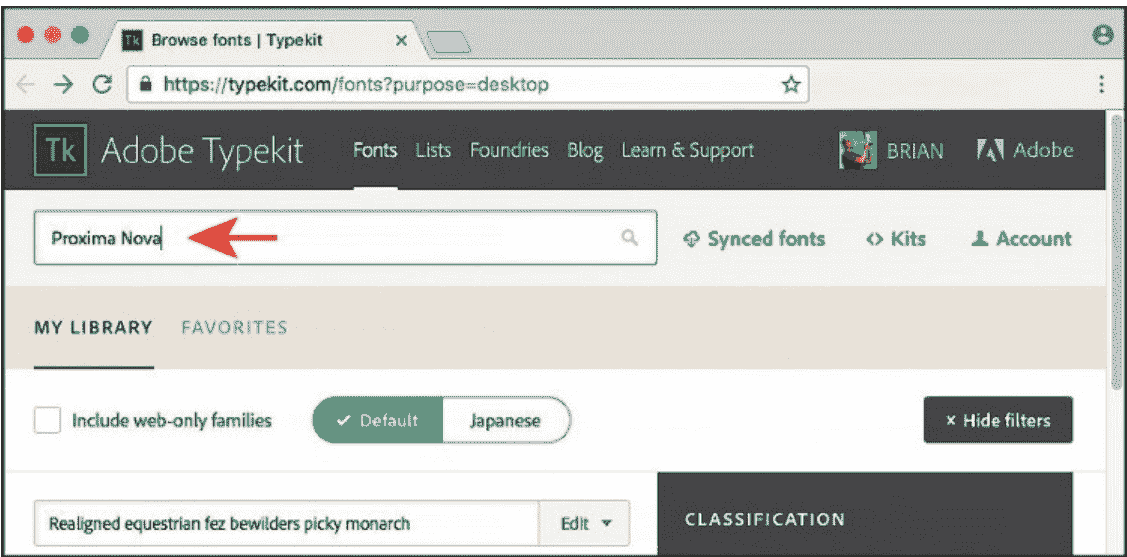 Tk Browse fonts | Typekit ×
https://typekit.com/fonts?purpose=desktop
Tk Adobe Typekit Fonts Lists Foundries Blog Learn & Support BRIAN Adobe
Proxima Nova Synced fonts <> Kits Account
MY LIBRARY FAVORITES
Include web-only families ✓ Default Japanese × Hide filters
Realigned equestrian fez bewilders picky monarch Edit ▼
CLASSIFICATION